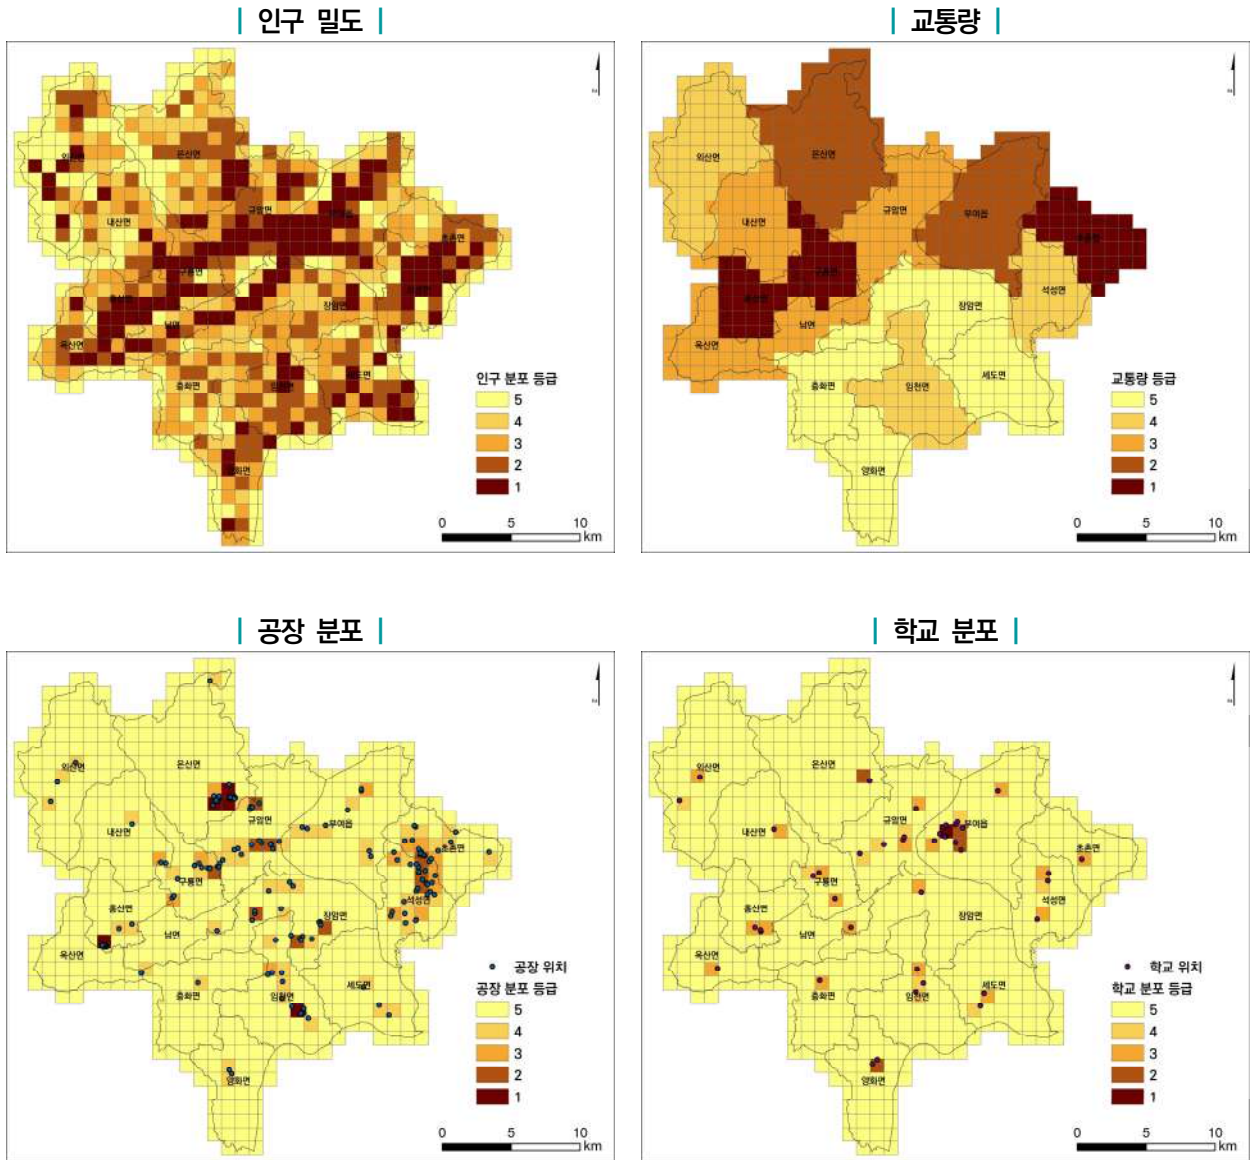 | 인구 밀도 |
외산면
은산면
내산면
규암면
부여읍
초촌면
구룡면
홍산면
석성면
장암면
남면
옥산면
충화면
임천면
세도면
양화면
인구 분포 등급
5
4
3
2
1
0 5 10
km
| 교통량 |
외산면
은산면
내산면
규암면
부여읍
초촌면
구룡면
홍산면
석성면
장암면
남면
옥산면
충화면
임천면
세도면
양화면
교통량 등급
5
4
3
2
1
0 5 10
km
| 공장 분포 |
외산면
은산면
내산면
규암면
부여읍
초촌면
구룡면
홍산면
석성면
장암면
남면
옥산면
충화면
임천면
세도면
양화면
공장 위치
공장 분포 등급
5
4
3
2
1
0 5 10
km
| 학교 분포 |
외산면
은산면
내산면
규암면
부여읍
초촌면
구룡면
홍산면
석성면
장암면
남면
옥산면
충화면
임천면
세도면
양화면
학교 위치
학교 분포 등급
5
4
3
2
1
0 5 10
km